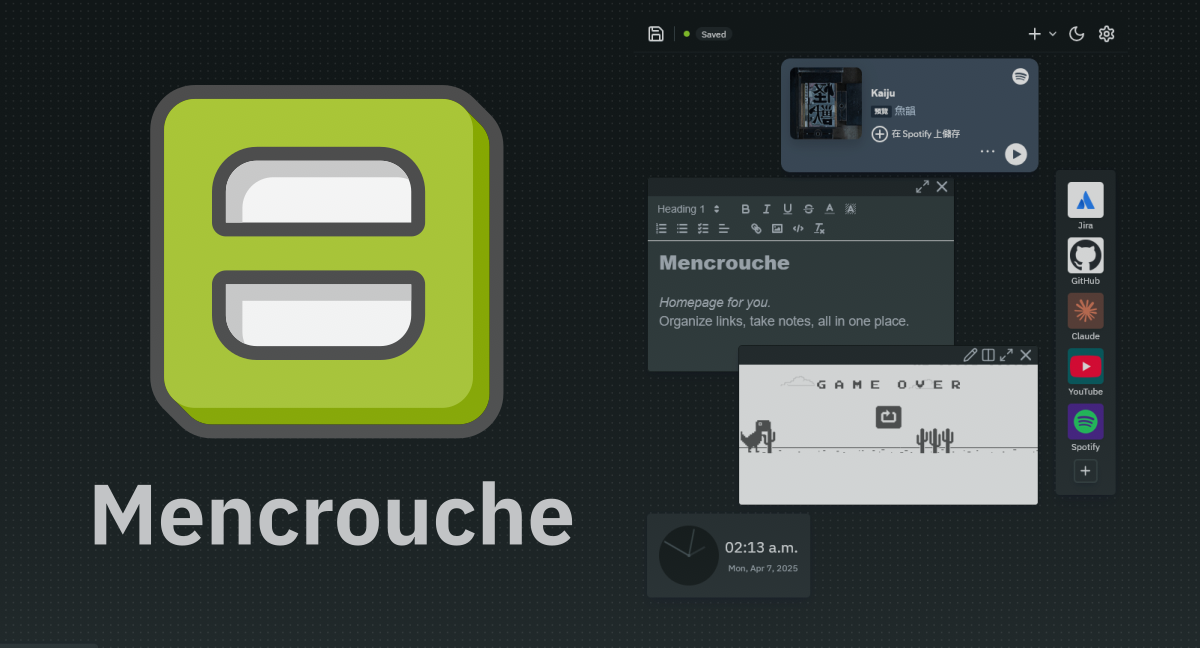 Mencrouche
Saved
Kaiju
預覽 魚韻
在 Spotify 上儲存
Heading 1
Mencrouche
Homepage for you.
Organize links, take notes, all in one place.
GAME OVER
02:13 a.m.
Mon, Apr 7, 2025
Jira
GitHub
Claude
YouTube
Spotify